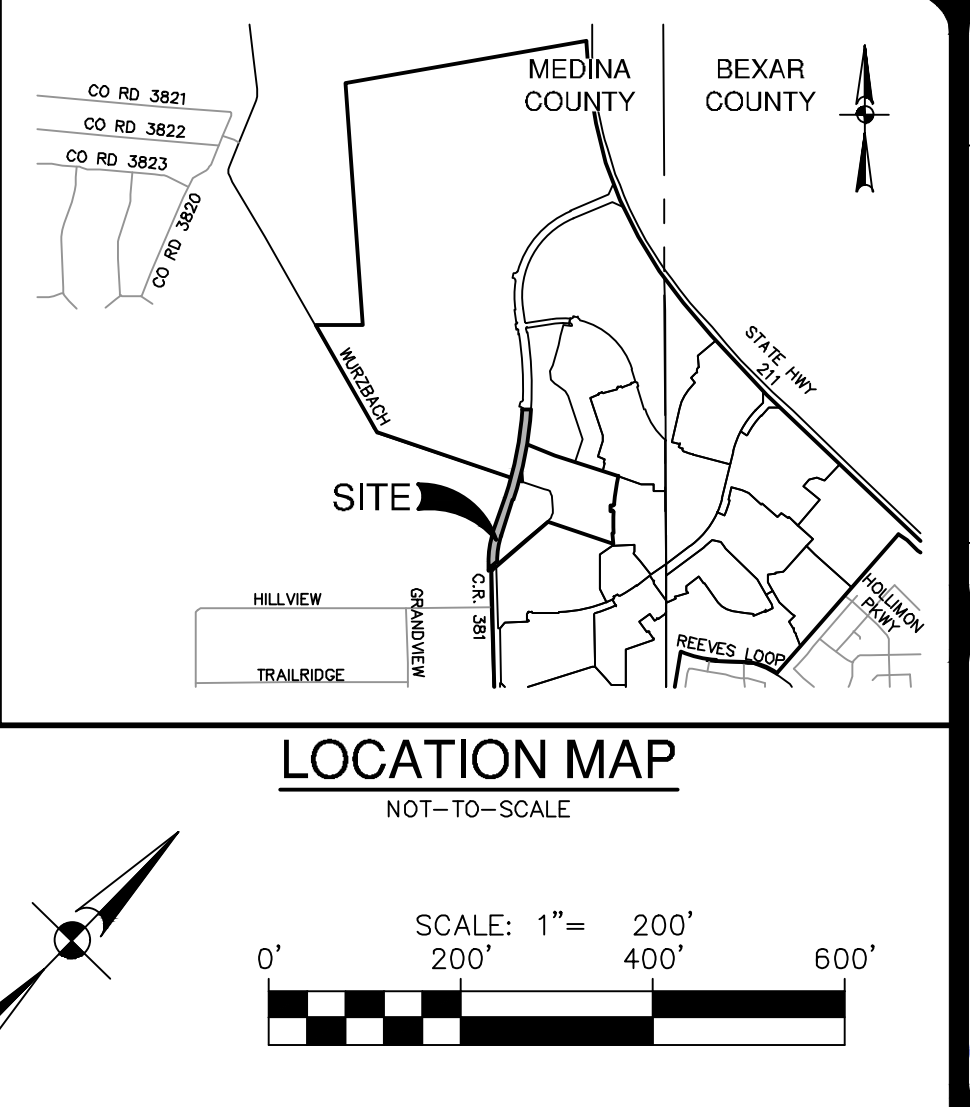 MEDINA
COUNTY
BEXAR
COUNTY
CO RD 3821
CO RD 3822
CO RD 3823
CO RD 3820
WURZBACH
STATE HWY
211
SITE
C.R. 381
HILLVIEW
GRANDVIEW
TRAILRIDGE
HOLLIMON
PKWY
REEVES LOOP
LOCATION MAP
NOT-TO-SCALE
SCALE: 1"= 200'
0' 200' 400' 600'